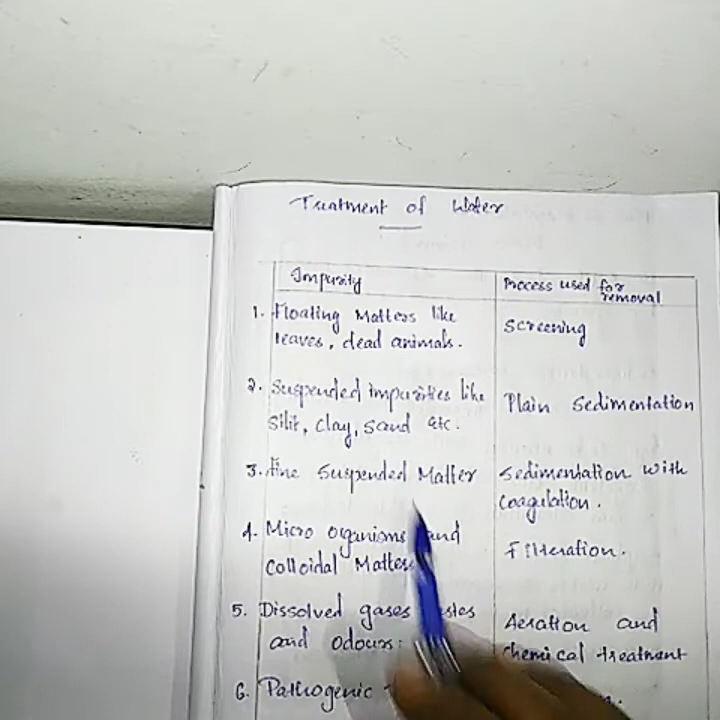 Treatment of Water
Impurity
Process used for removal
1. Floating Matters like
leaves, dead animals.
Screening
2. Suspended impurities like
Silit, clay, sand etc.
Plain Sedimentation
3. Fine Suspended Matter
Sedimentation with
coagulation.
4. Micro organisms and
colloidal Matters
Filteration.
5. Dissolved gases
and odours:
Aeration and
chemical treatment
6. Pathogenic